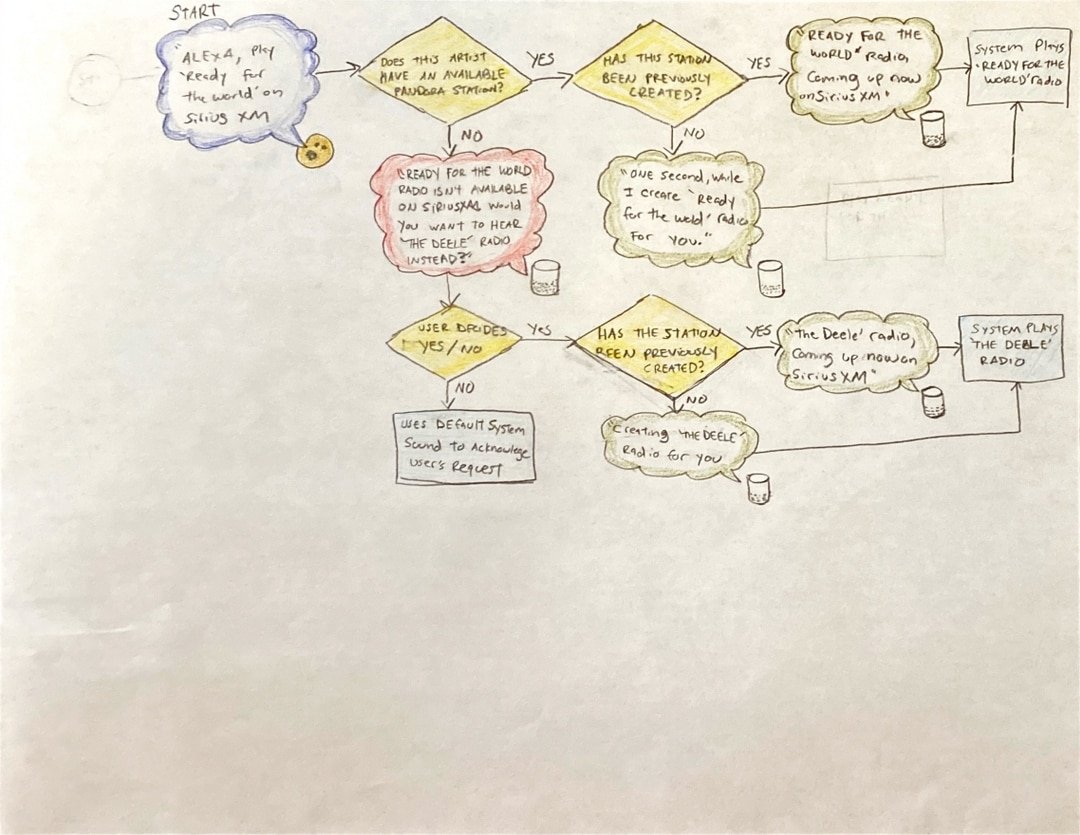 START
"ALEXA, play
'Ready for
the world' on
Sirius XM
DOES THIS ARTIST
HAVE AN AVAILABLE
PANDORA STATION?
YES
HAS THIS STATION
BEEN PREVIOUSLY
CREATED?
YES
"READY FOR THE
WORLD" radio,
Coming up now
on Sirius XM"
SYSTEM PLAYS
'READY FOR THE
WORLD' radio
NO
NO
"READY FOR THE WORLD
RADIO ISN'T AVAILABLE
ON SIRIUSXM. Would
YOU WANT TO HEAR
'THE DEELE' RADIO
INSTEAD?"
"ONE second, while
I create 'Ready
for the world' radio
FOR YOU."
USER DECIDES
YES / NO
Yes
HAS THE STATION
BEEN PREVIOUSLY
CREATED?
YES
"The Deele' radio,
Coming up now on
Sirius XM"
SYSTEM PLAYS
'THE DEELE'
RADIO
NO
NO
USES DEFAULT SYSTEM
Sound to Acknowlege
User's Request
"Creating 'THE DEELE'
Radio for you